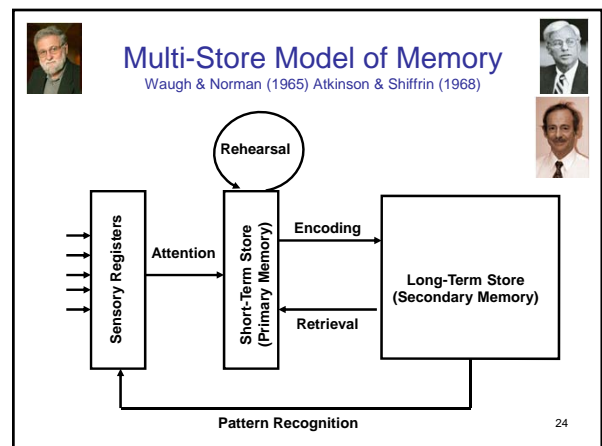 Multi-Store Model of Memory
Waugh & Norman (1965) Atkinson & Shiffrin (1968)
Rehearsal
Sensory Registers
Attention
Short-Term Store
(Primary Memory)
Encoding
Retrieval
Long-Term Store
(Secondary Memory)
Pattern Recognition
24